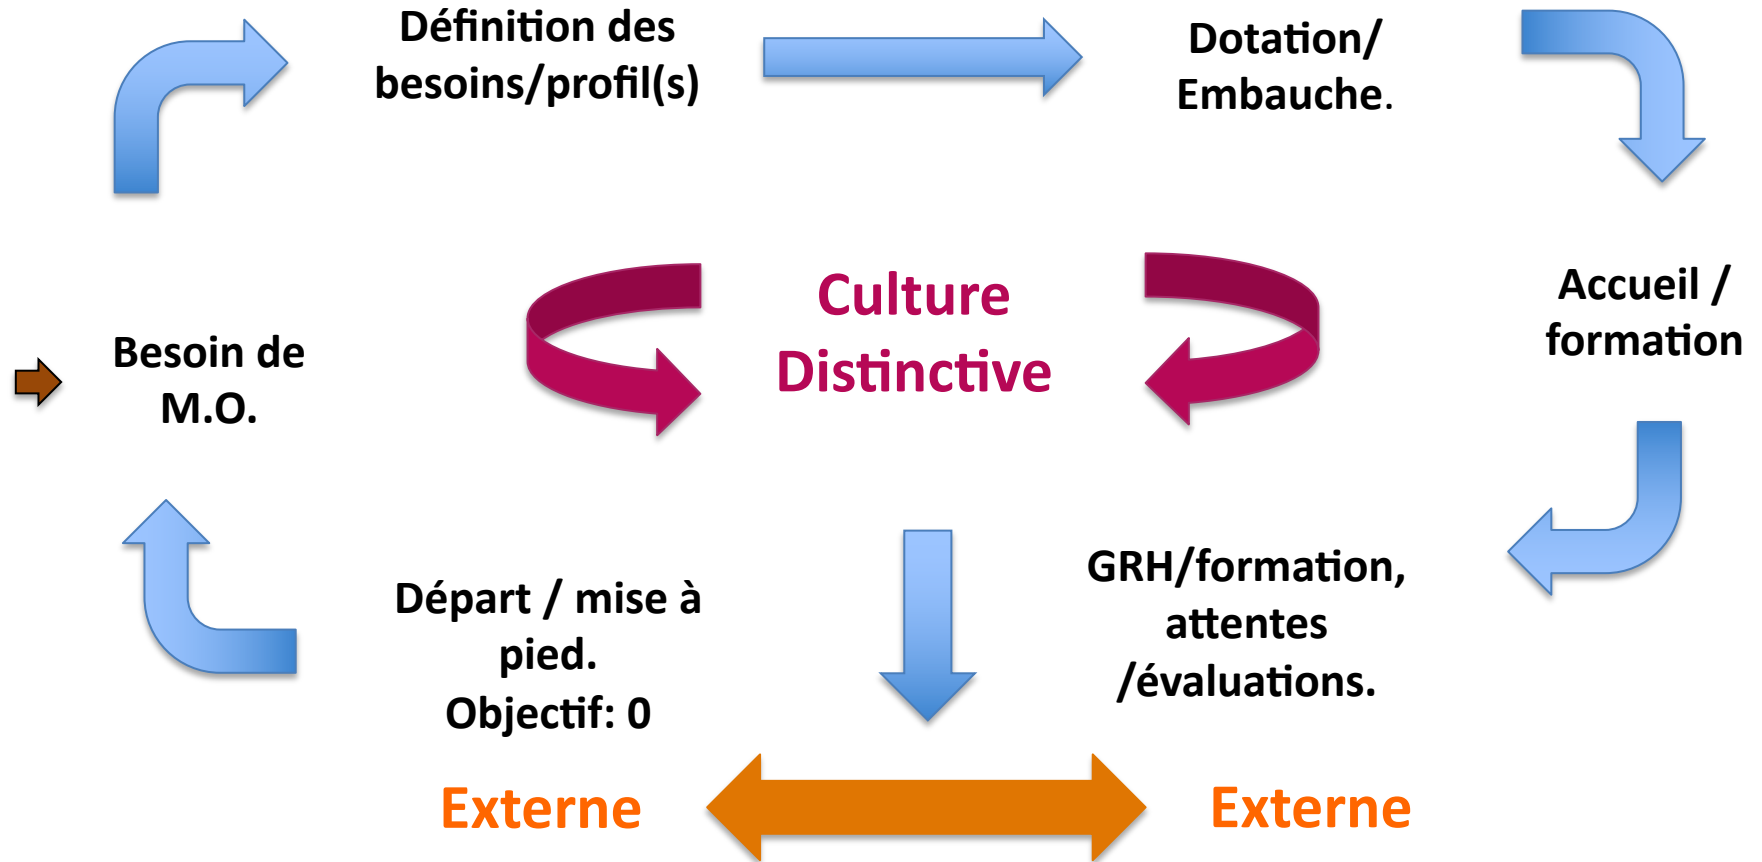 Définition des
besoins/profil(s)
Dotation/
Embauche.
Accueil /
formation
Culture
Distinctive
Besoin de
M.O.
GRH/formation,
attentes
/évaluations.
Départ / mise à
pied.
Objectif: 0
Externe
Externe